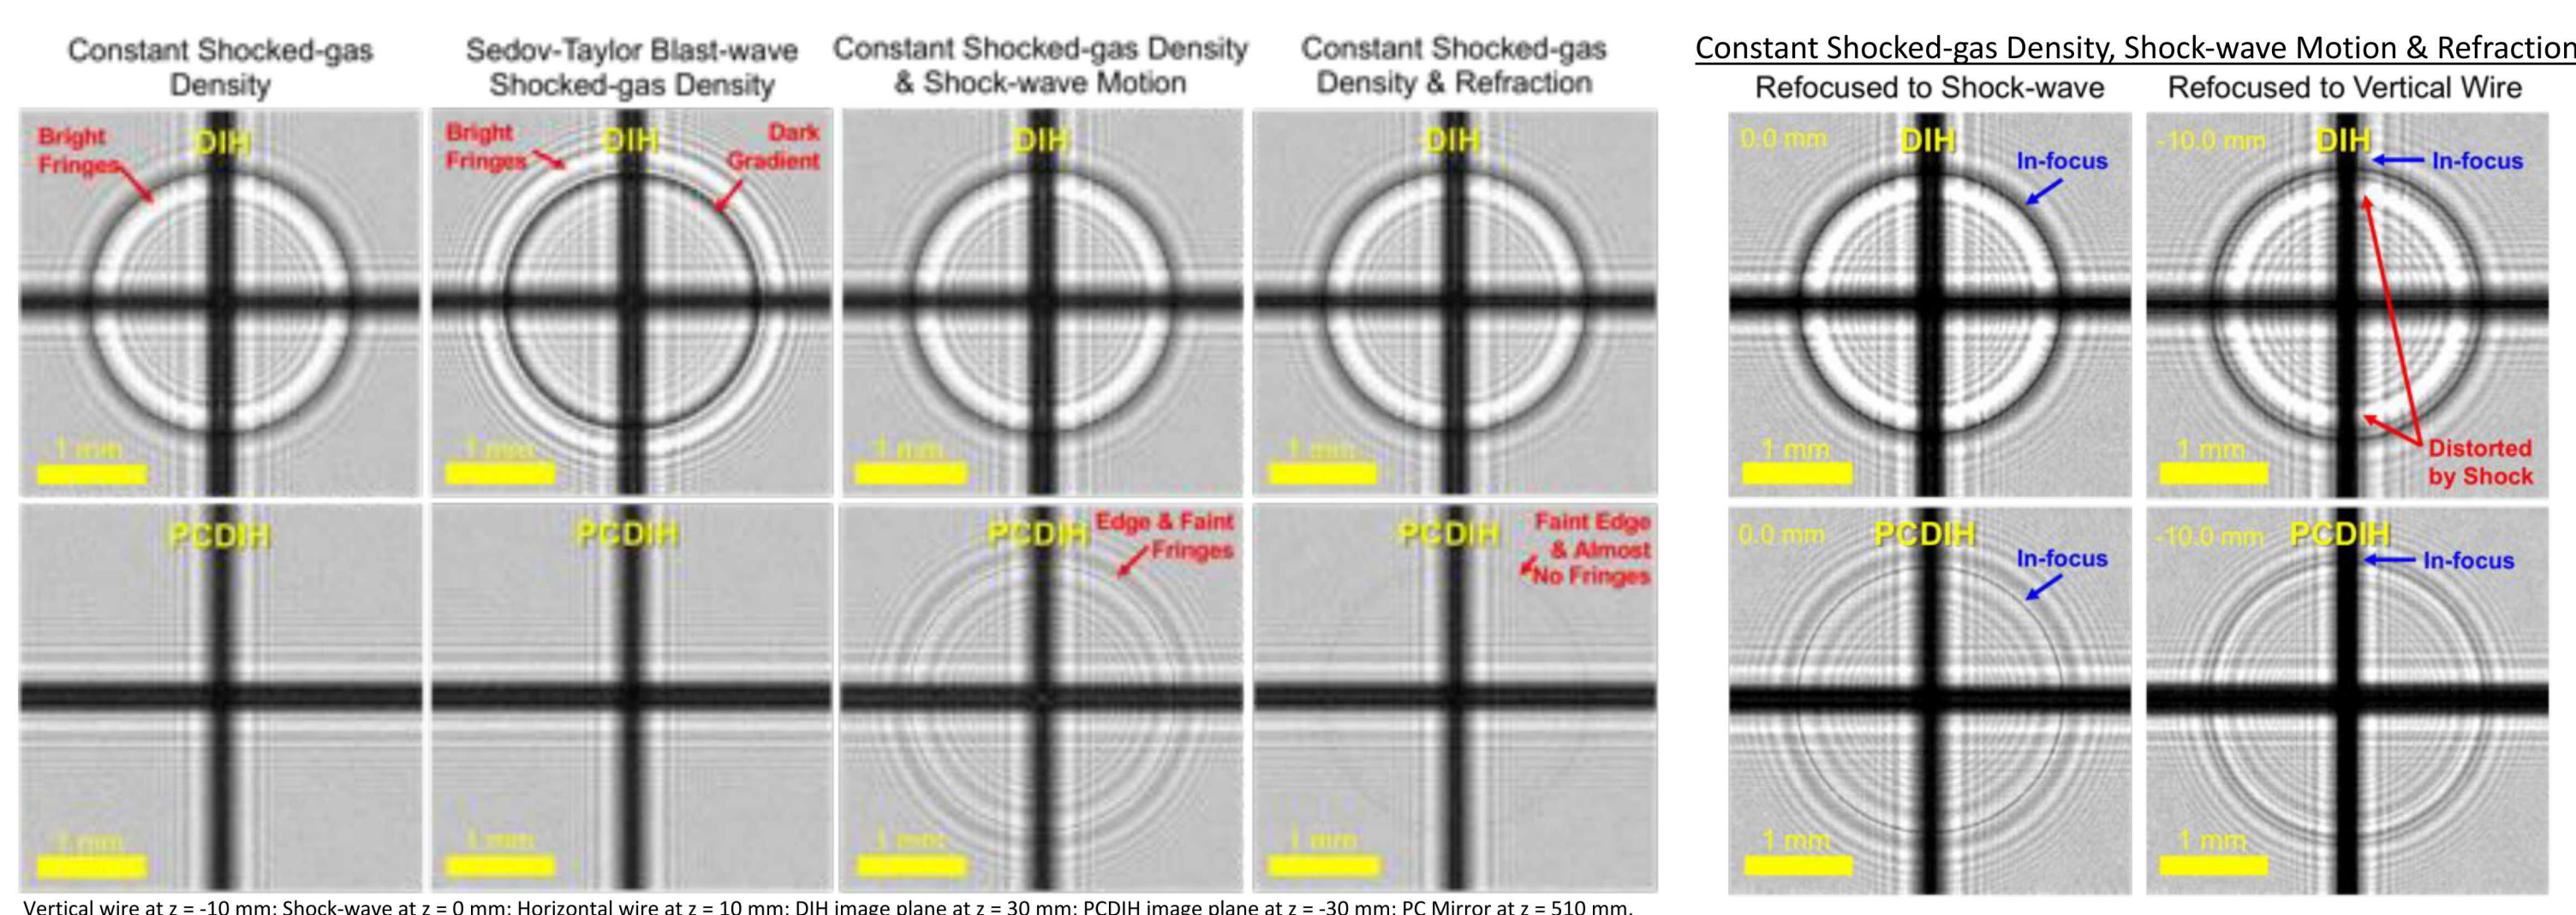 Constant Shocked-gas
Density
Sedov-Taylor Blast-wave
Shocked-gas Density
Constant Shocked-gas Density
& Shock-wave Motion
Constant Shocked-gas
Density & Refraction
Constant Shocked-gas Density, Shock-wave Motion & Refraction
Refocused to Shock-wave
Refocused to Vertical Wire
Bright
Fringes
DIH
1 mm
Bright
Fringes
DIH
Dark
Gradient
1 mm
DIH
1 mm
DIH
1 mm
0.0 mm
DIH
In-focus
1 mm
-10.0 mm
DIH
In-focus
Distorted
by Shock
1 mm
PCDIH
1 mm
PCDIH
1 mm
PCDIH
Edge & Faint
Fringes
1 mm
PCDIH
Faint Edge
& Almost
No Fringes
1 mm
0.0 mm
PCDIH
In-focus
1 mm
-10.0 mm
PCDIH
In-focus
1 mm
Vertical wire at z = -10 mm; Shock-wave at z = 0 mm; Horizontal wire at z = 10 mm; DIH image plane at z = 30 mm; PCDIH image plane at z = -30 mm; PC Mirror at z = 510 mm.